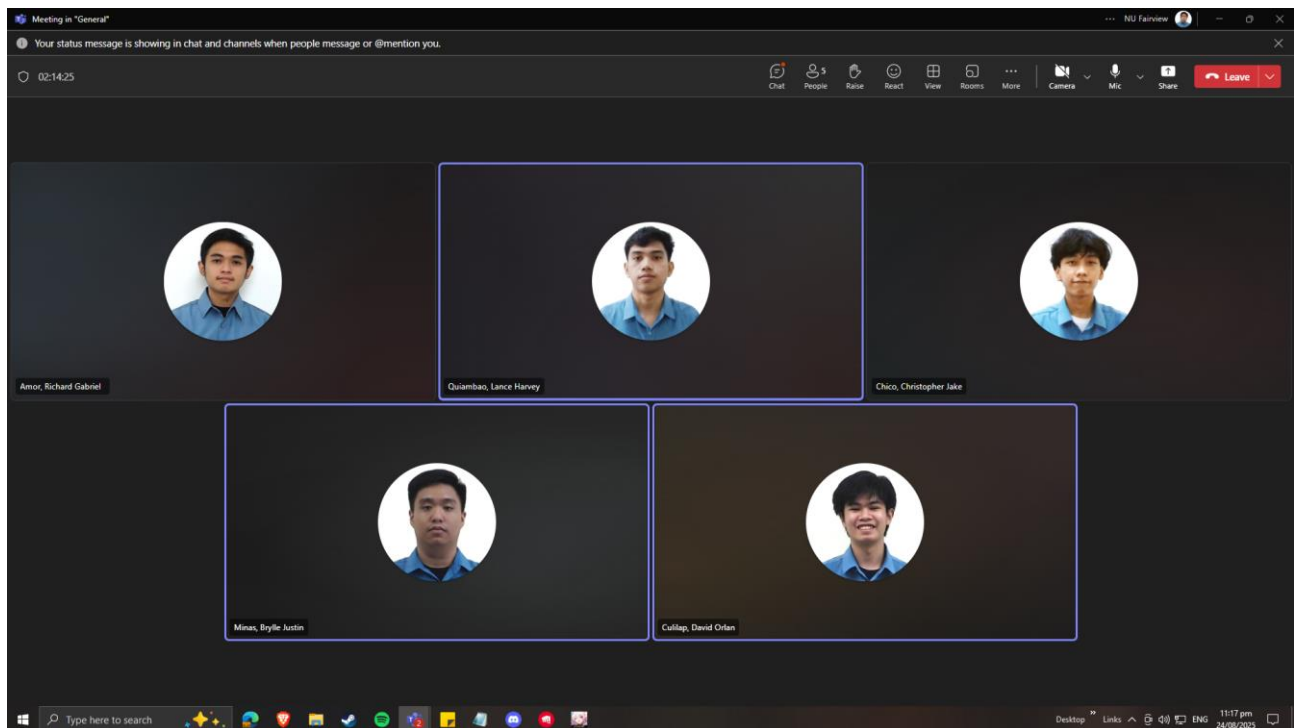 Meeting in "General"
NU Fairview
Your status message is showing in chat and channels when people message or @mention you.
02:14:25
Chat
5
People
Raise
React
View
Rooms
More
Camera
Mic
Share
Leave
Amor, Richard Gabriel
Quiambao, Lance Harvey
Chico, Christopher Jake
Minas, Brylle Justin
Culilap, David Orlan
Type here to search
Desktop
Links
ENG
11:17 pm
24/08/2025